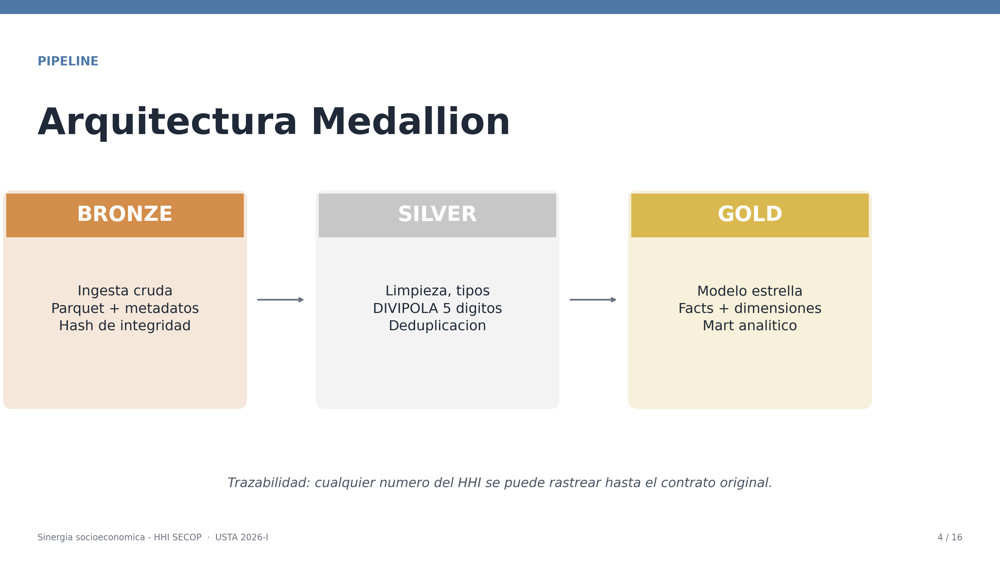 PIPELINE
Arquitectura Medallion
BRONZE
Ingesta cruda
Parquet + metadatos
Hash de integridad
SILVER
Limpieza, tipos
DIVIPOLA 5 digitos
Deduplicacion
GOLD
Modelo estrella
Facts + dimensiones
Mart analitico
Trazabilidad: cualquier numero del HHI se puede rastrear hasta el contrato original.
Sinergia socioeconomica - HHI SECOP · USTA 2026-I
4 / 16